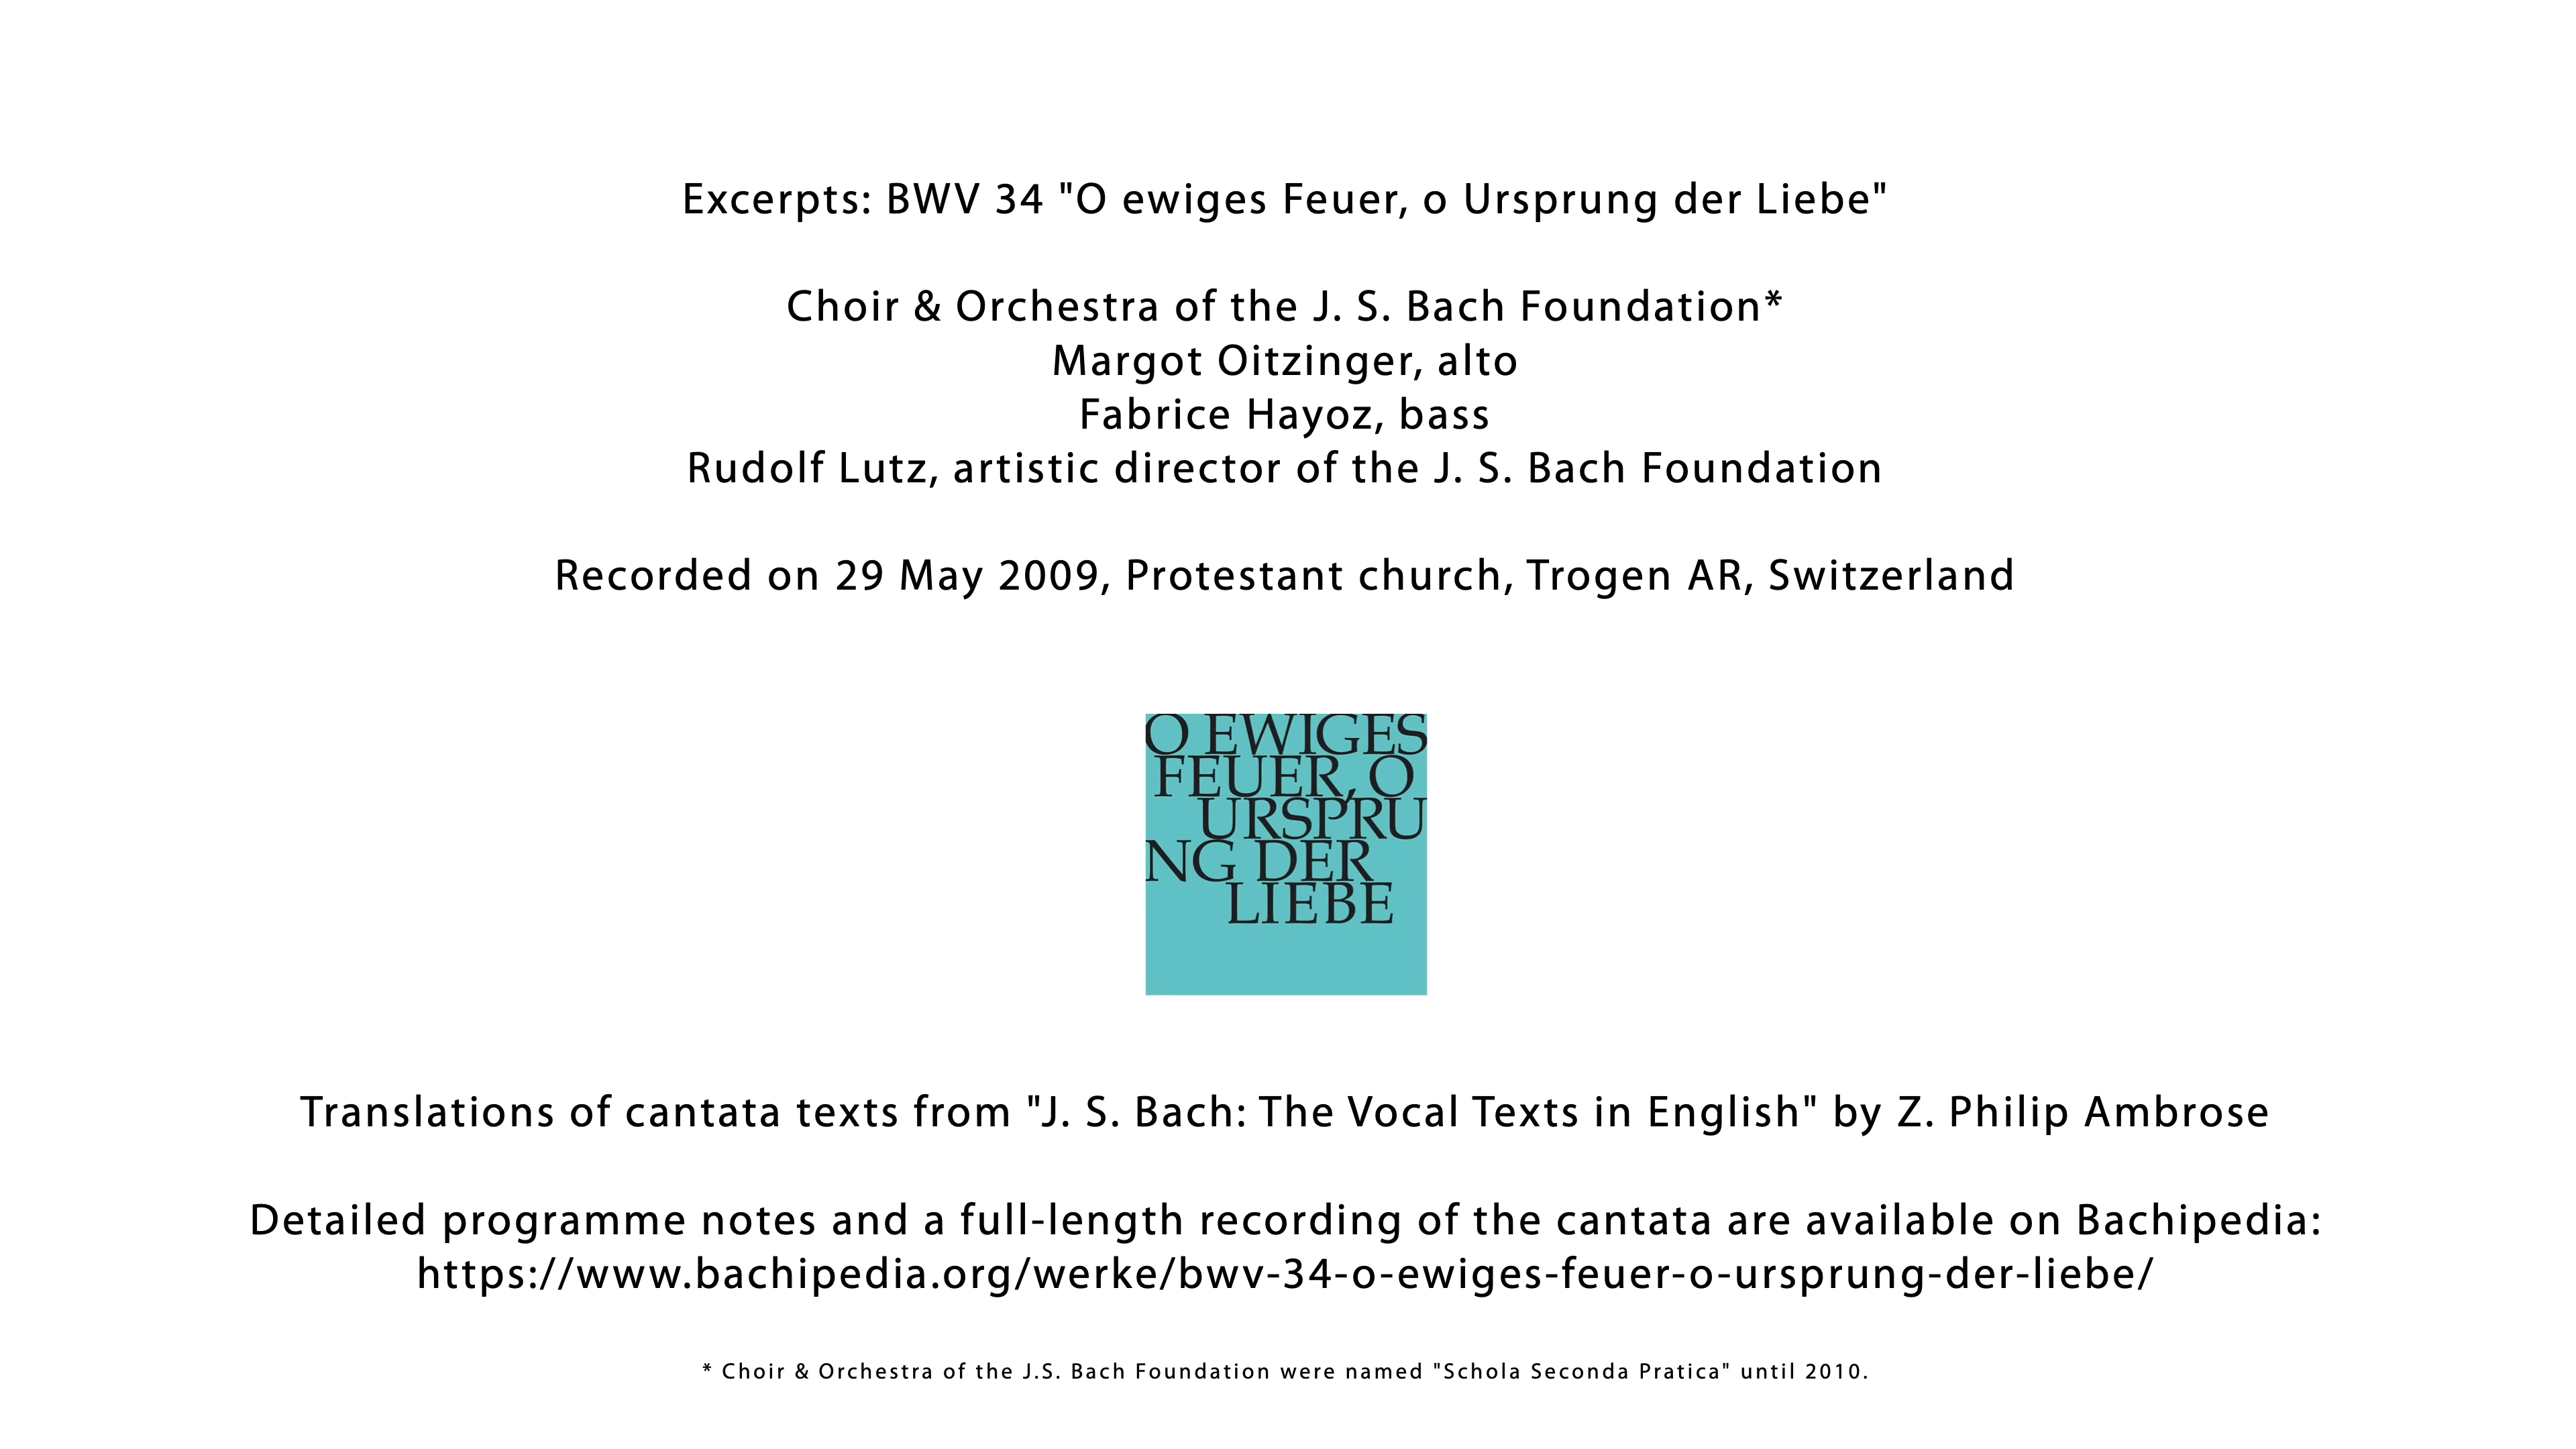 Excerpts: BWV 34 "O ewiges Feuer, o Ursprung der Liebe"
Choir & Orchestra of the J. S. Bach Foundation*
Margot Oitzinger, alto
Fabrice Hayoz, bass
Rudolf Lutz, artistic director of the J. S. Bach Foundation
Recorded on 29 May 2009, Protestant church, Trogen AR, Switzerland
O EWIGES
FEUER, O
URSPRU
NG DER
LIEBE
Translations of cantata texts from "J. S. Bach: The Vocal Texts in English" by Z. Philip Ambrose
Detailed programme notes and a full-length recording of the cantata are available on Bachipedia:
https://www.bachipedia.org/werke/bwv-34-o-ewiges-feuer-o-ursprung-der-liebe/
* Choir & Orchestra of the J.S. Bach Foundation were named "Schola Seconda Pratica" until 2010.